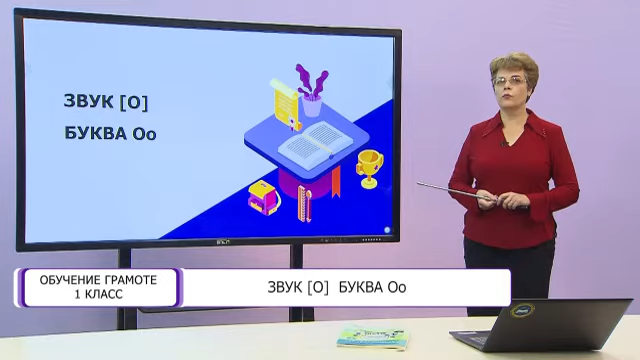 ЗВУК [О]
БУКВА Оо
ОБУЧЕНИЕ ГРАМОТЕ
1 КЛАСС
ЗВУК [О]  БУКВА Оо